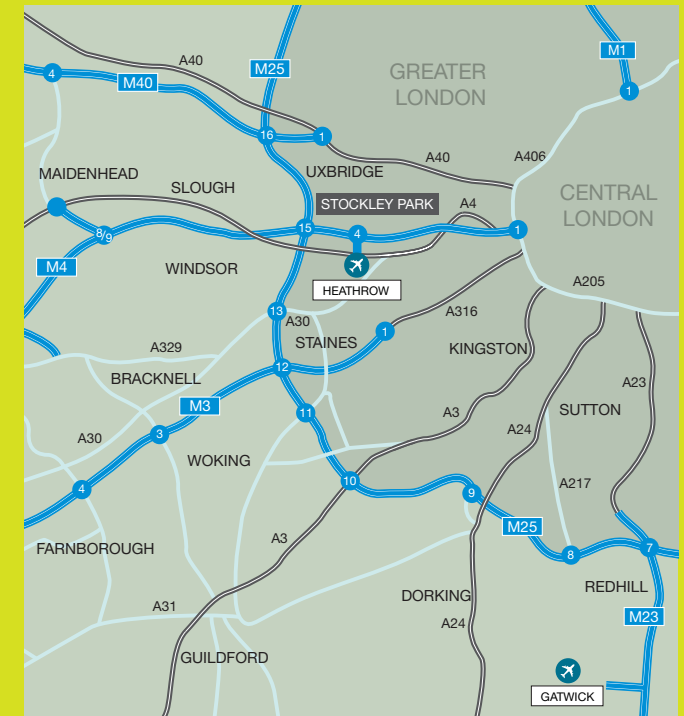 M1
A40
M25
4
M40
GREATER
LONDON
1
16
1
A406
UXBRIDGE
A40
MAIDENHEAD
SLOUGH
STOCKLEY PARK
A4
CENTRAL
LONDON
8/9
15
4
1
M4
WINDSOR
HEATHROW
A205
13
A30
A316
STAINES
1
KINGSTON
A329
BRACKNELL
12
A23
M3
11
A3
SUTTON
A30
3
A24
WOKING
4
10
9
A217
M25
A3
FARNBOROUGH
8
7
REDHILL
DORKING
A31
A24
M23
GUILDFORD
GATWICK